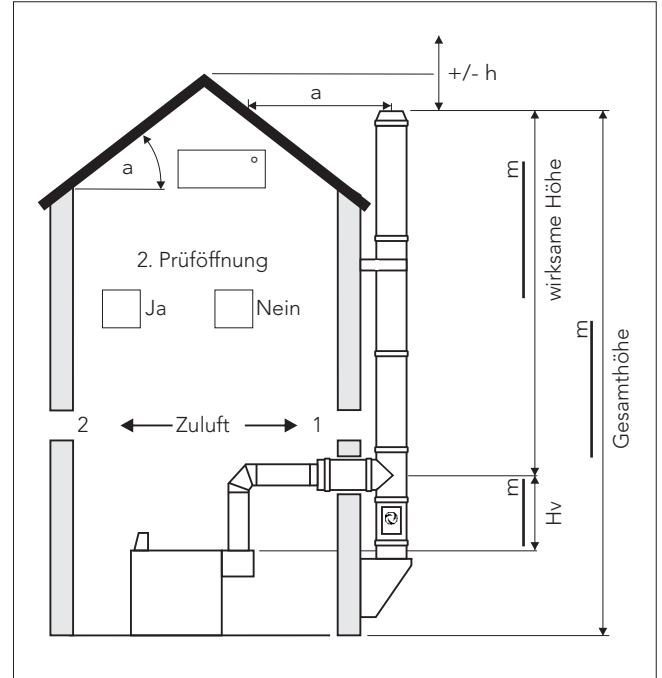 +/- h
a
a
m
wirksame Höhe
2. Prüföffnung
Ja
Nein
m
Gesamthöhe
2
Zuluft
1
m
Hv